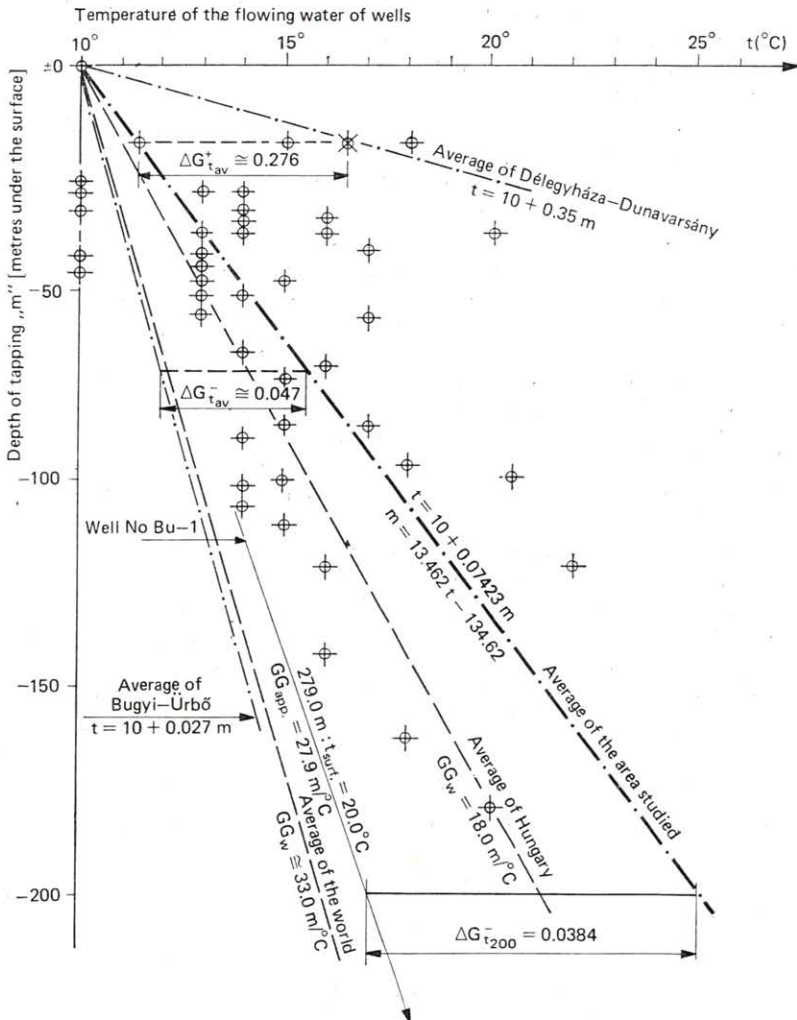 Temperature of the flowing water of wells
10° 15° 20° 25° t(°C)
±0
Depth of tapping „m" [metres under the surface]
ΔG⁺tav ≅ 0.276
Average of Délegyháza–Dunavarsány
t = 10 + 0.35 m
−50
ΔG⁻tav ≅ 0.047
−100
Well No Bu–1
t = 10 + 0.07423 m
m = 13.462 t − 134.62
−150
Average of
Bugyi–Ürbő
t = 10 + 0.027 m
279.0 m ; tsurf. = 20.0°C
GGapp. = 27.9 m/°C
Average of the world
GGw ≅ 33.0 m/°C
Average of Hungary
GGw = 18.0 m/°C
Average of the area studied
−200
ΔG⁻t200 = 0.0384